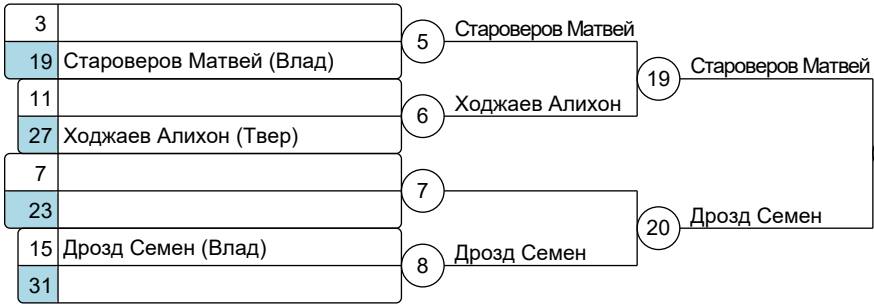 3
19 Староверов Матвей (Влад)
5
Староверов Матвей
19
Староверов Матвей
11
27 Ходжаев Алихон (Твер)
6
Ходжаев Алихон
7
23
7
20
Дрозд Семен
15 Дрозд Семен (Влад)
31
8
Дрозд Семен